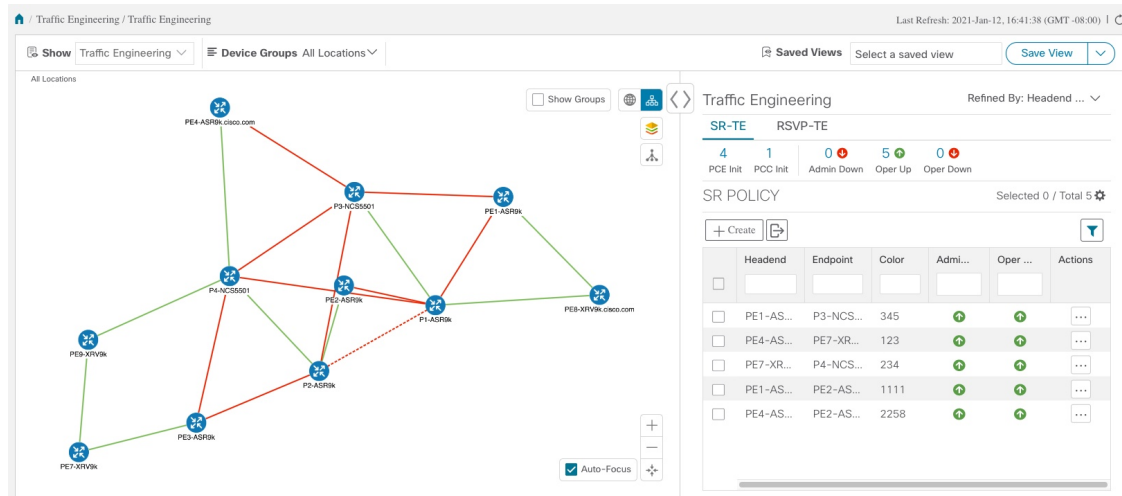 / Traffic Engineering / Traffic Engineering
Last Refresh: 2021-Jan-12, 16:41:38 (GMT -08:00)
Show Traffic Engineering Device Groups All Locations
Saved Views Select a saved view Save View
All Locations
Show Groups
PE4-ASR9k.cisco.com
P3-NCS5501
PE1-ASR9k
P4-NCS5501
PE2-ASR9k
P1-ASR9k
PE8-XRV9k.cisco.com
PE9-XRV9k
P2-ASR9k
PE3-ASR9k
PE7-XRV9k
Auto-Focus
Traffic Engineering Refined By: Headend ...
SR-TE RSVP-TE
4 1 0 5 0
PCE Init PCC Init Admin Down Oper Up Oper Down
SR POLICY Selected 0 / Total 5
+ Create
Headend Endpoint Color Admi... Oper ... Actions
PE1-AS... P3-NCS... 345 ...
PE4-AS... PE7-XR... 123 ...
PE7-XR... P4-NCS... 234 ...
PE1-AS... PE2-AS... 1111 ...
PE4-AS... PE2-AS... 2258 ...